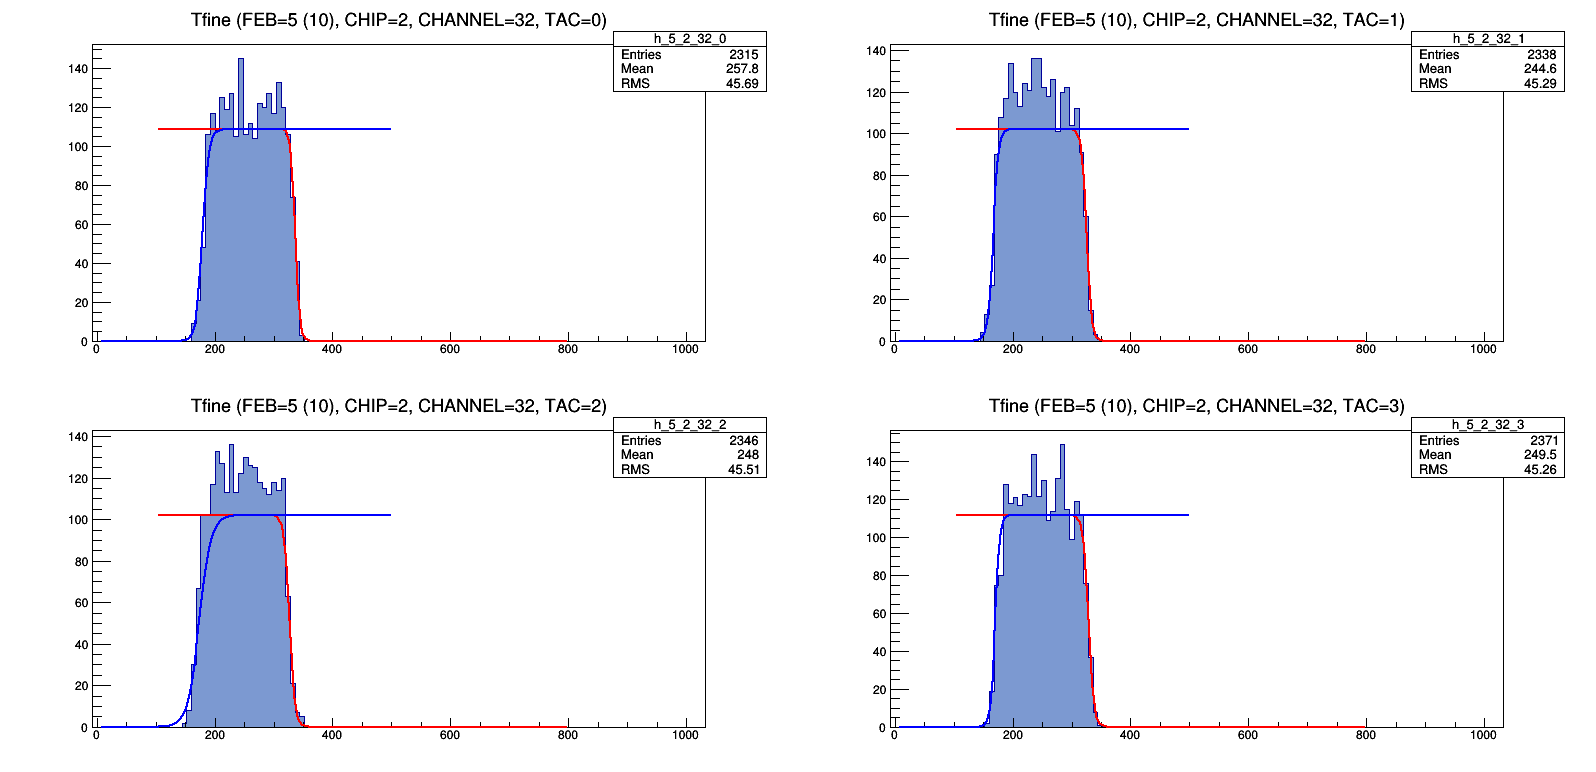 Tfine (FEB=5 (10), CHIP=2, CHANNEL=32, TAC=0)
h_5_2_32_0
Entries 2315
Mean 257.8
RMS 45.69
140
120
100
80
60
40
20
0
0 200 400 600 800 1000
Tfine (FEB=5 (10), CHIP=2, CHANNEL=32, TAC=1)
h_5_2_32_1
Entries 2338
Mean 244.6
RMS 45.29
140
120
100
80
60
40
20
0
0 200 400 600 800 1000
Tfine (FEB=5 (10), CHIP=2, CHANNEL=32, TAC=2)
h_5_2_32_2
Entries 2346
Mean 248
RMS 45.51
140
120
100
80
60
40
20
0
0 200 400 600 800 1000
Tfine (FEB=5 (10), CHIP=2, CHANNEL=32, TAC=3)
h_5_2_32_3
Entries 2371
Mean 249.5
RMS 45.26
140
120
100
80
60
40
20
0
0 200 400 600 800 1000